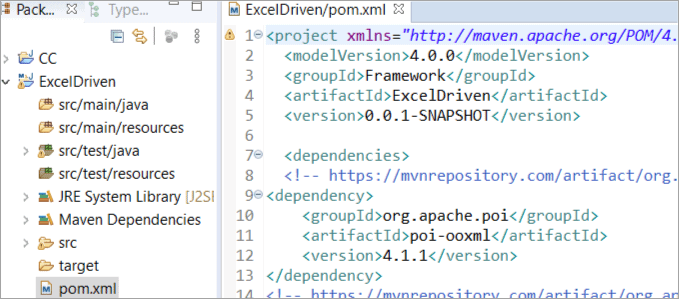 Pack...
Type...
CC
ExcelDriven
src/main/java
src/main/resources
src/test/java
src/test/resources
JRE System Library [J2SI
Maven Dependencies
src
target
pom.xml
ExcelDriven/pom.xml
1 <project xmlns="http://maven.apache.org/POM/4.
2 <modelVersion>4.0.0</modelVersion>
3 <groupId>Framework</groupId>
4 <artifactId>ExcelDriven</artifactId>
5 <version>0.0.1-SNAPSHOT</version>
6
7 <dependencies>
8 <!-- https://mvnrepository.com/artifact/org.
9 <dependency>
10 <groupId>org.apache.poi</groupId>
11 <artifactId>poi-ooxml</artifactId>
12 <version>4.1.1</version>
13 </dependency>
14 <!-- https://mvnrepository.com/artifact/org.ap